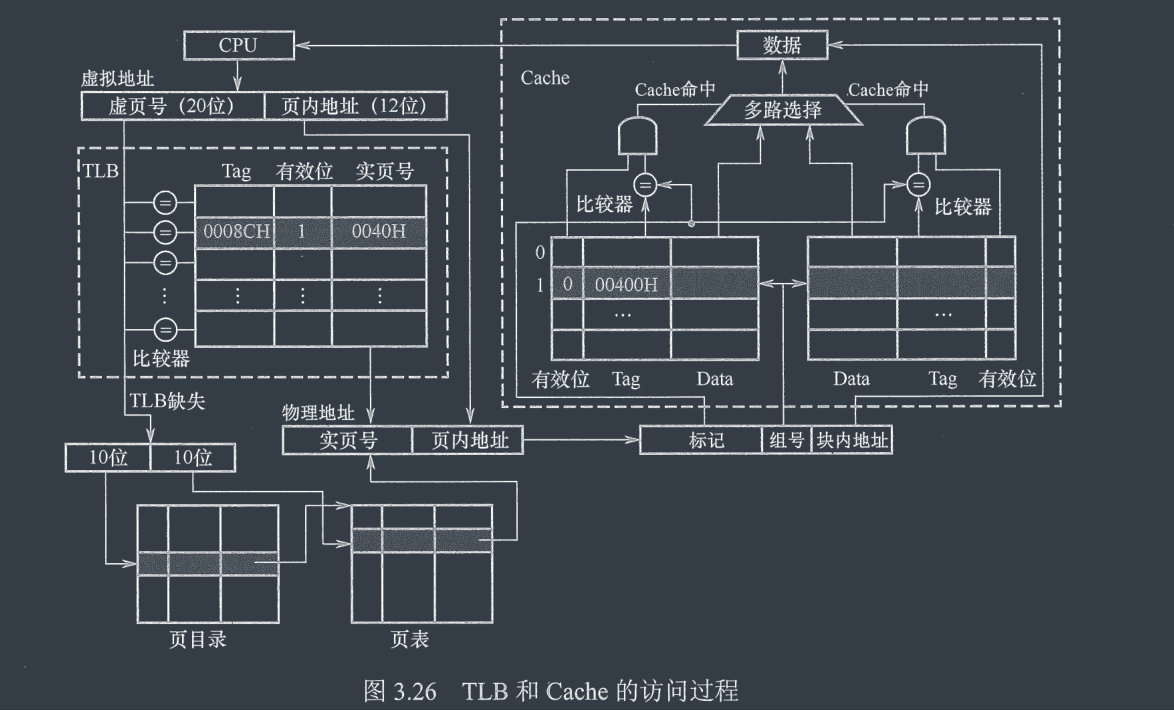 CPU
数据
Cache
虚拟地址
虚页号（20位） 页内地址（12位）
Cache命中
Cache命中
多路选择
TLB
Tag 有效位 实页号
=
=
=
=
0008CH 1 0040H
⋮ ⋮ ⋮ ⋮
比较器
=
=
比较器
比较器
0
1 0 00400H
… …
有效位 Tag Data
Data Tag 有效位
TLB缺失
物理地址
实页号 页内地址
标记 组号 块内地址
10位 10位
页目录
页表
图 3.26 TLB 和 Cache 的访问过程